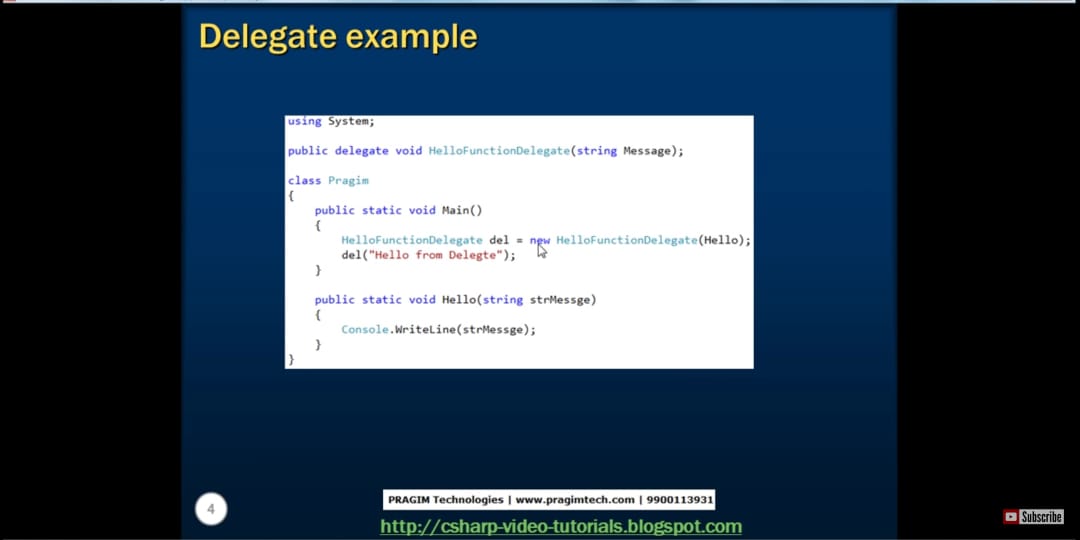 Delegate example
using System;
public delegate void HelloFunctionDelegate(string Message);
class Pragim
{
public static void Main()
{
HelloFunctionDelegate del = new HelloFunctionDelegate(Hello);
del("Hello from Delegte");
}
public static void Hello(string strMessge)
{
Console.WriteLine(strMessge);
}
}
4
PRAGIM Technologies | www.pragimtech.com | 9900113931
http://csharp-video-tutorials.blogspot.com
Subscribe